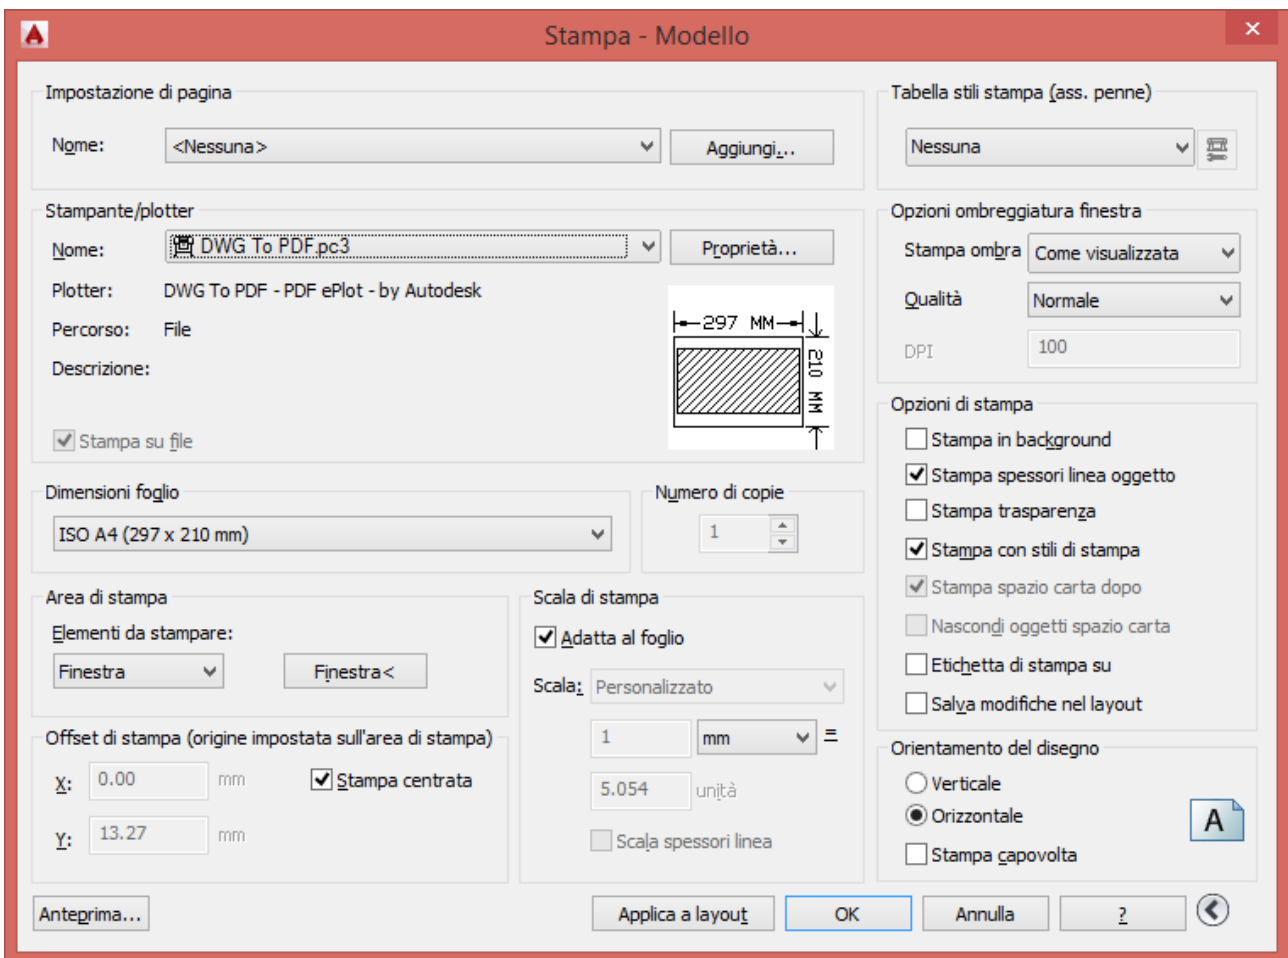 Stampa - Modello
Impostazione di pagina
Nome:
<Nessuna>
Aggiungi...
Tabella stili stampa (ass. penne)
Nessuna
Stampante/plotter
Nome:
DWG To PDF.pc3
Proprietà...
Plotter:
DWG To PDF - PDF ePlot - by Autodesk
Percorso:
File
Descrizione:
297 MM
210 MM
Stampa su file
Opzioni ombreggiatura finestra
Stampa ombra
Come visualizzata
Qualità
Normale
DPI
100
Dimensioni foglio
ISO A4 (297 x 210 mm)
Numero di copie
1
Opzioni di stampa
Stampa in background
Stampa spessori linea oggetto
Stampa trasparenza
Stampa con stili di stampa
Stampa spazio carta dopo
Nascondi oggetti spazio carta
Etichetta di stampa su
Salva modifiche nel layout
Area di stampa
Elementi da stampare:
Finestra
Finestra<
Scala di stampa
Adatta al foglio
Scala:
Personalizzato
1
mm
=
5.054
unità
Scala spessori linea
Offset di stampa (origine impostata sull'area di stampa)
X:
0.00
mm
Stampa centrata
Y:
13.27
mm
Orientamento del disegno
Verticale
Orizzontale
Stampa capovolta
A
Anteprima...
Applica a layout
OK
Annulla
?